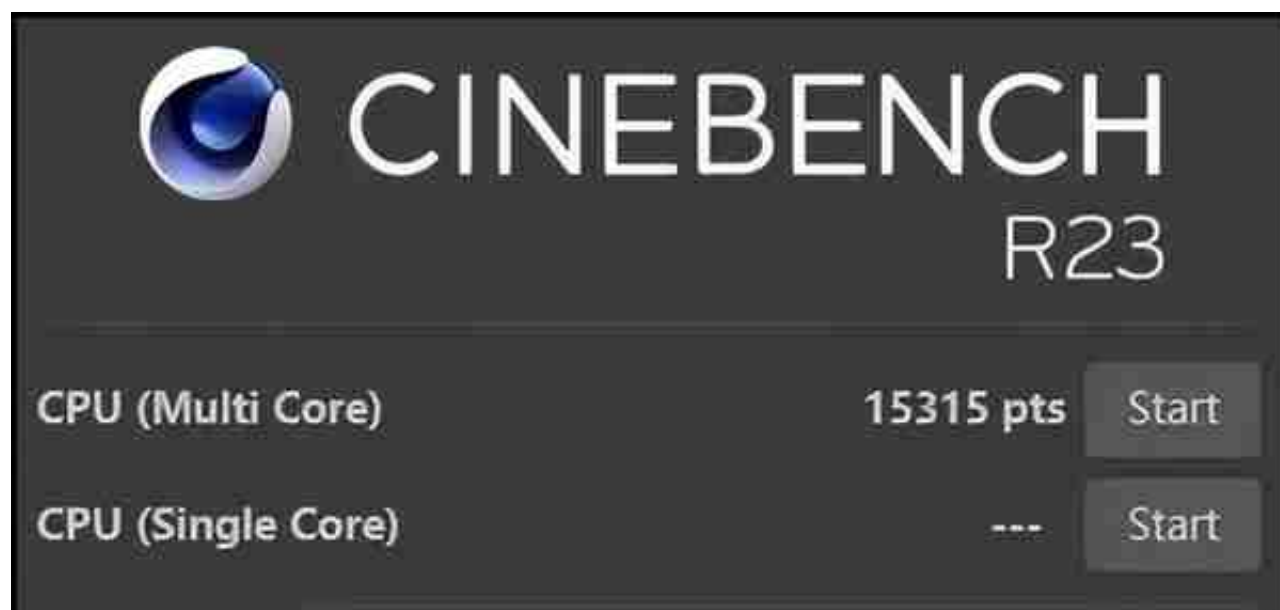 CINEBENCH
R23
CPU (Multi Core) 15315 pts Start
CPU (Single Core) --- Start